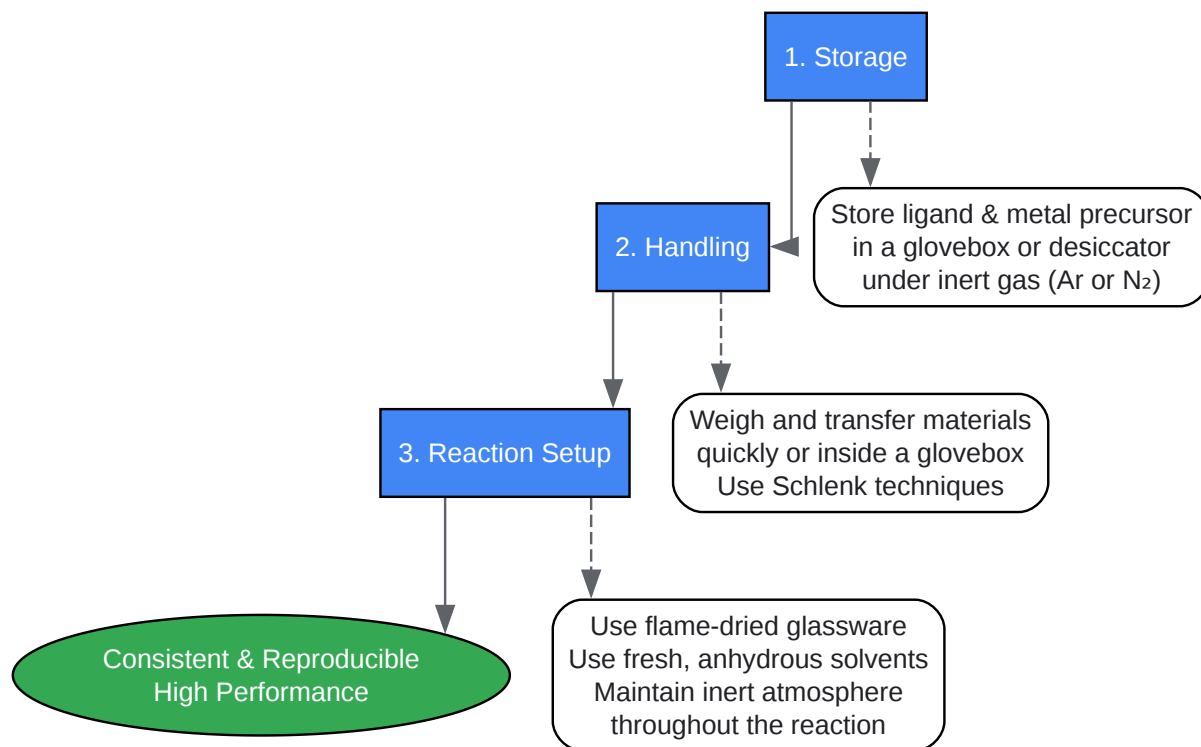 1. Storage
Store ligand & metal precursor
in a glovebox or desiccator
under inert gas (Ar or N₂)
2. Handling
Weigh and transfer materials
quickly or inside a glovebox
Use Schlenk techniques
3. Reaction Setup
Use flame-dried glassware
Use fresh, anhydrous solvents
Maintain inert atmosphere
throughout the reaction
Consistent & Reproducible
High Performance